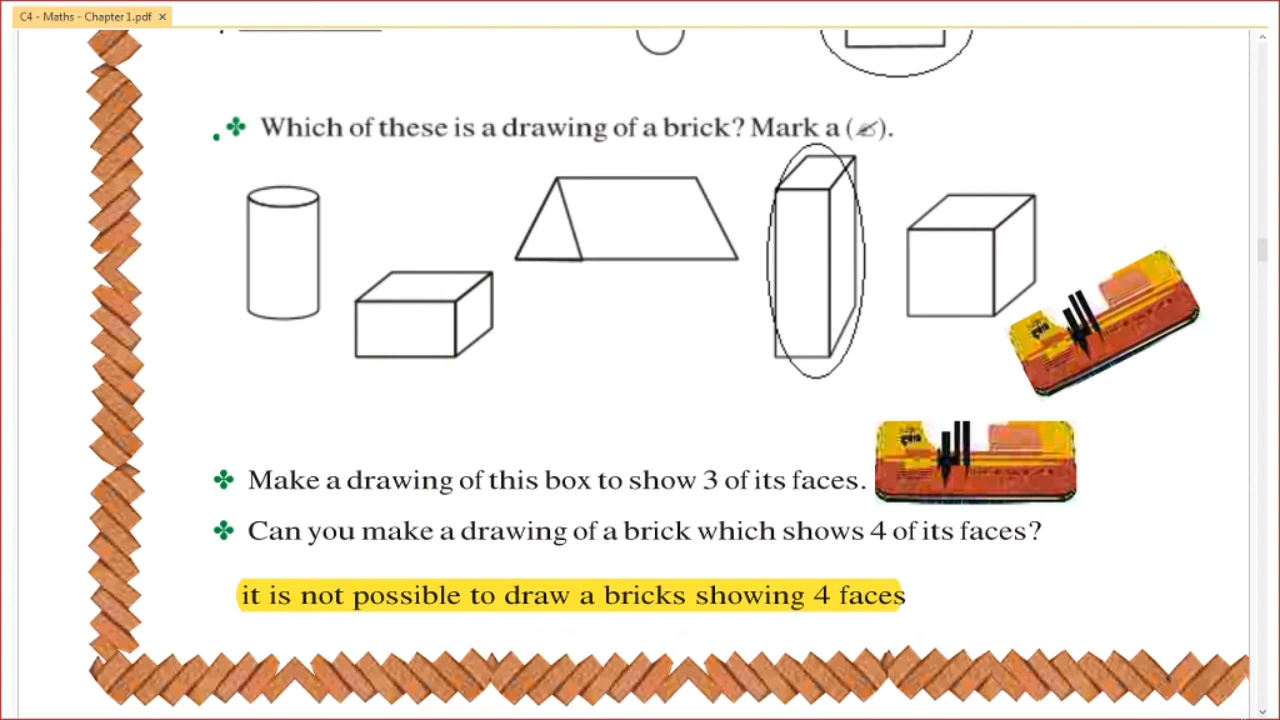 C4 - Maths - Chapter 1.pdf ×
Which of these is a drawing of a brick? Mark a ( ).
Make a drawing of this box to show 3 of its faces.
Can you make a drawing of a brick which shows 4 of its faces?
it is not possible to draw a bricks showing 4 faces